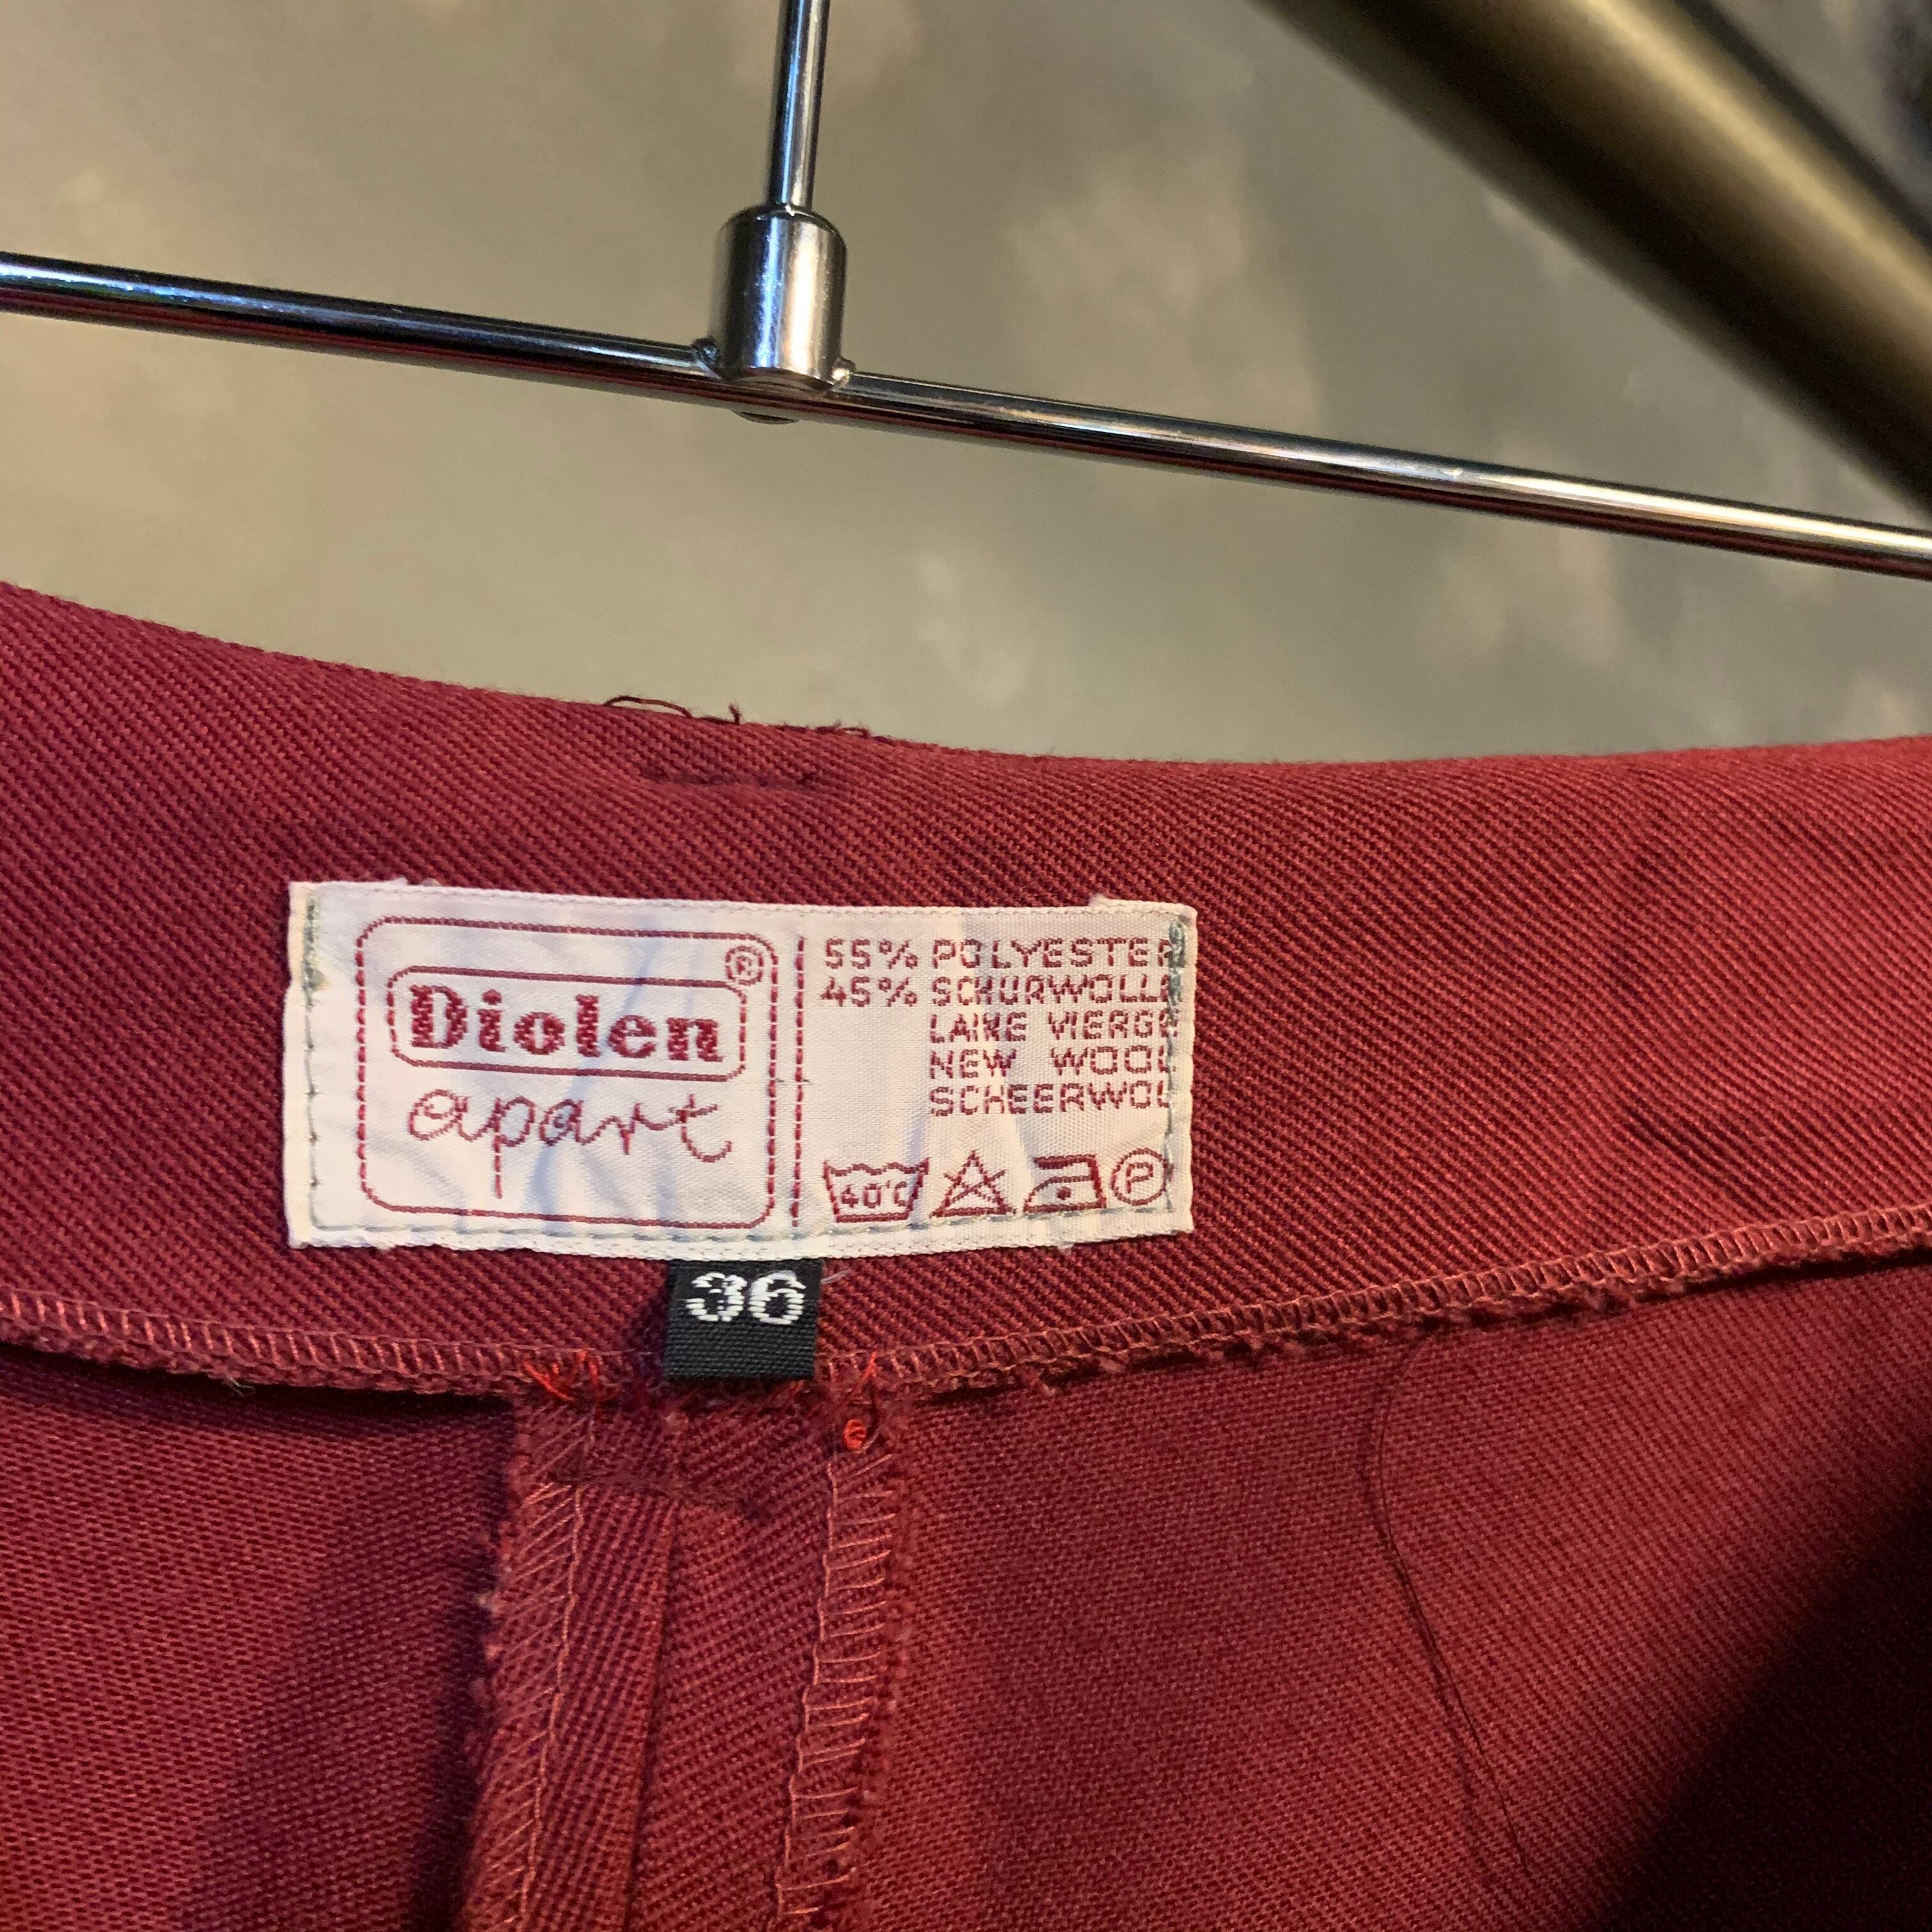 ®
Diolen
apart
55% POLYESTER
45% SCHURWOLLE
LAINE VIERGE
NEW WOOL
SCHEERWOL
40°C
P
36